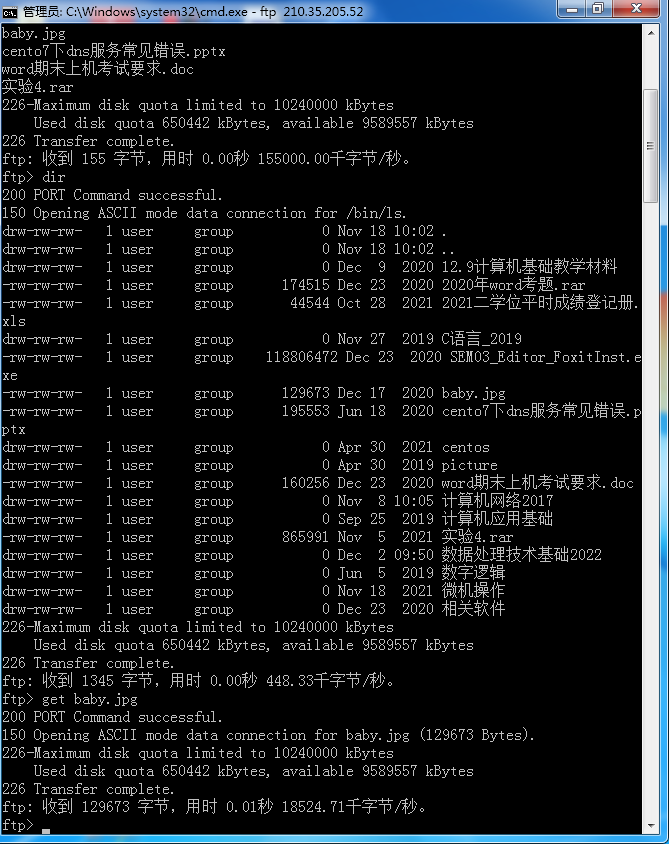 管理员: C:\Windows\system32\cmd.exe - ftp  210.35.205.52
baby.jpg
cento7下dns服务常见错误.pptx
word期末上机考试要求.doc
实验4.rar
226-Maximum disk quota limited to 10240000 kBytes
    Used disk quota 650442 kBytes, available 9589557 kBytes
226 Transfer complete.
ftp: 收到 155 字节，用时 0.00秒 155000.00千字节/秒。
ftp> dir
200 PORT Command successful.
150 Opening ASCII mode data connection for /bin/ls.
drw-rw-rw-   1 user     group           0 Nov 18 10:02 .
drw-rw-rw-   1 user     group           0 Nov 18 10:02 ..
drw-rw-rw-   1 user     group           0 Dec  9  2020 12.9计算机基础教学材料
-rw-rw-rw-   1 user     group      174515 Dec 23  2020 2020年word考题.rar
-rw-rw-rw-   1 user     group       44544 Oct 28  2021 2021二学位平时成绩登记册.
xls
drw-rw-rw-   1 user     group           0 Nov 27  2019 C语言_2019
-rw-rw-rw-   1 user     group    118806472 Dec 23  2020 SEM03_Editor_FoxitInst.e
xe
-rw-rw-rw-   1 user     group      129673 Dec 17  2020 baby.jpg
-rw-rw-rw-   1 user     group      195553 Jun 18  2020 cento7下dns服务常见错误.p
ptx
drw-rw-rw-   1 user     group           0 Apr 30  2021 centos
drw-rw-rw-   1 user     group           0 Apr 30  2019 picture
-rw-rw-rw-   1 user     group      160256 Dec 23  2020 word期末上机考试要求.doc
drw-rw-rw-   1 user     group           0 Nov  8 10:05 计算机网络2017
drw-rw-rw-   1 user     group           0 Sep 25  2019 计算机应用基础
-rw-rw-rw-   1 user     group      865991 Nov  5  2021 实验4.rar
drw-rw-rw-   1 user     group           0 Dec  2 09:50 数据处理技术基础2022
drw-rw-rw-   1 user     group           0 Jun  5  2019 数字逻辑
drw-rw-rw-   1 user     group           0 Nov 18  2021 微机操作
drw-rw-rw-   1 user     group           0 Dec 23  2020 相关软件
226-Maximum disk quota limited to 10240000 kBytes
    Used disk quota 650442 kBytes, available 9589557 kBytes
226 Transfer complete.
ftp: 收到 1345 字节，用时 0.00秒 448.33千字节/秒。
ftp> get baby.jpg
200 PORT Command successful.
150 Opening ASCII mode data connection for baby.jpg (129673 Bytes).
226-Maximum disk quota limited to 10240000 kBytes
    Used disk quota 650442 kBytes, available 9589557 kBytes
226 Transfer complete.
ftp: 收到 129673 字节，用时 0.01秒 18524.71千字节/秒。
ftp>